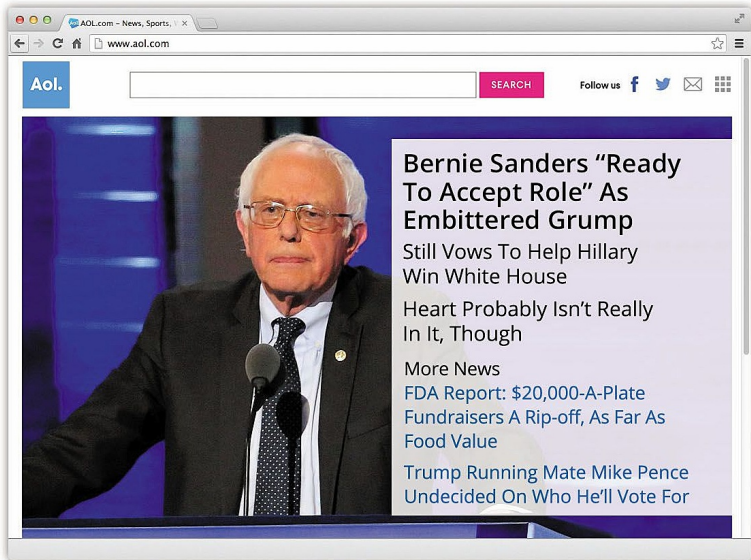 AOL.com – News, Sports,
www.aol.com
Aol.
SEARCH
Follow us
Bernie Sanders “Ready
To Accept Role” As
Embittered Grump
Still Vows To Help Hillary
Win White House
Heart Probably Isn’t Really
In It, Though
More News
FDA Report: $20,000-A-Plate
Fundraisers A Rip-off, As Far As
Food Value
Trump Running Mate Mike Pence
Undecided On Who He’ll Vote For